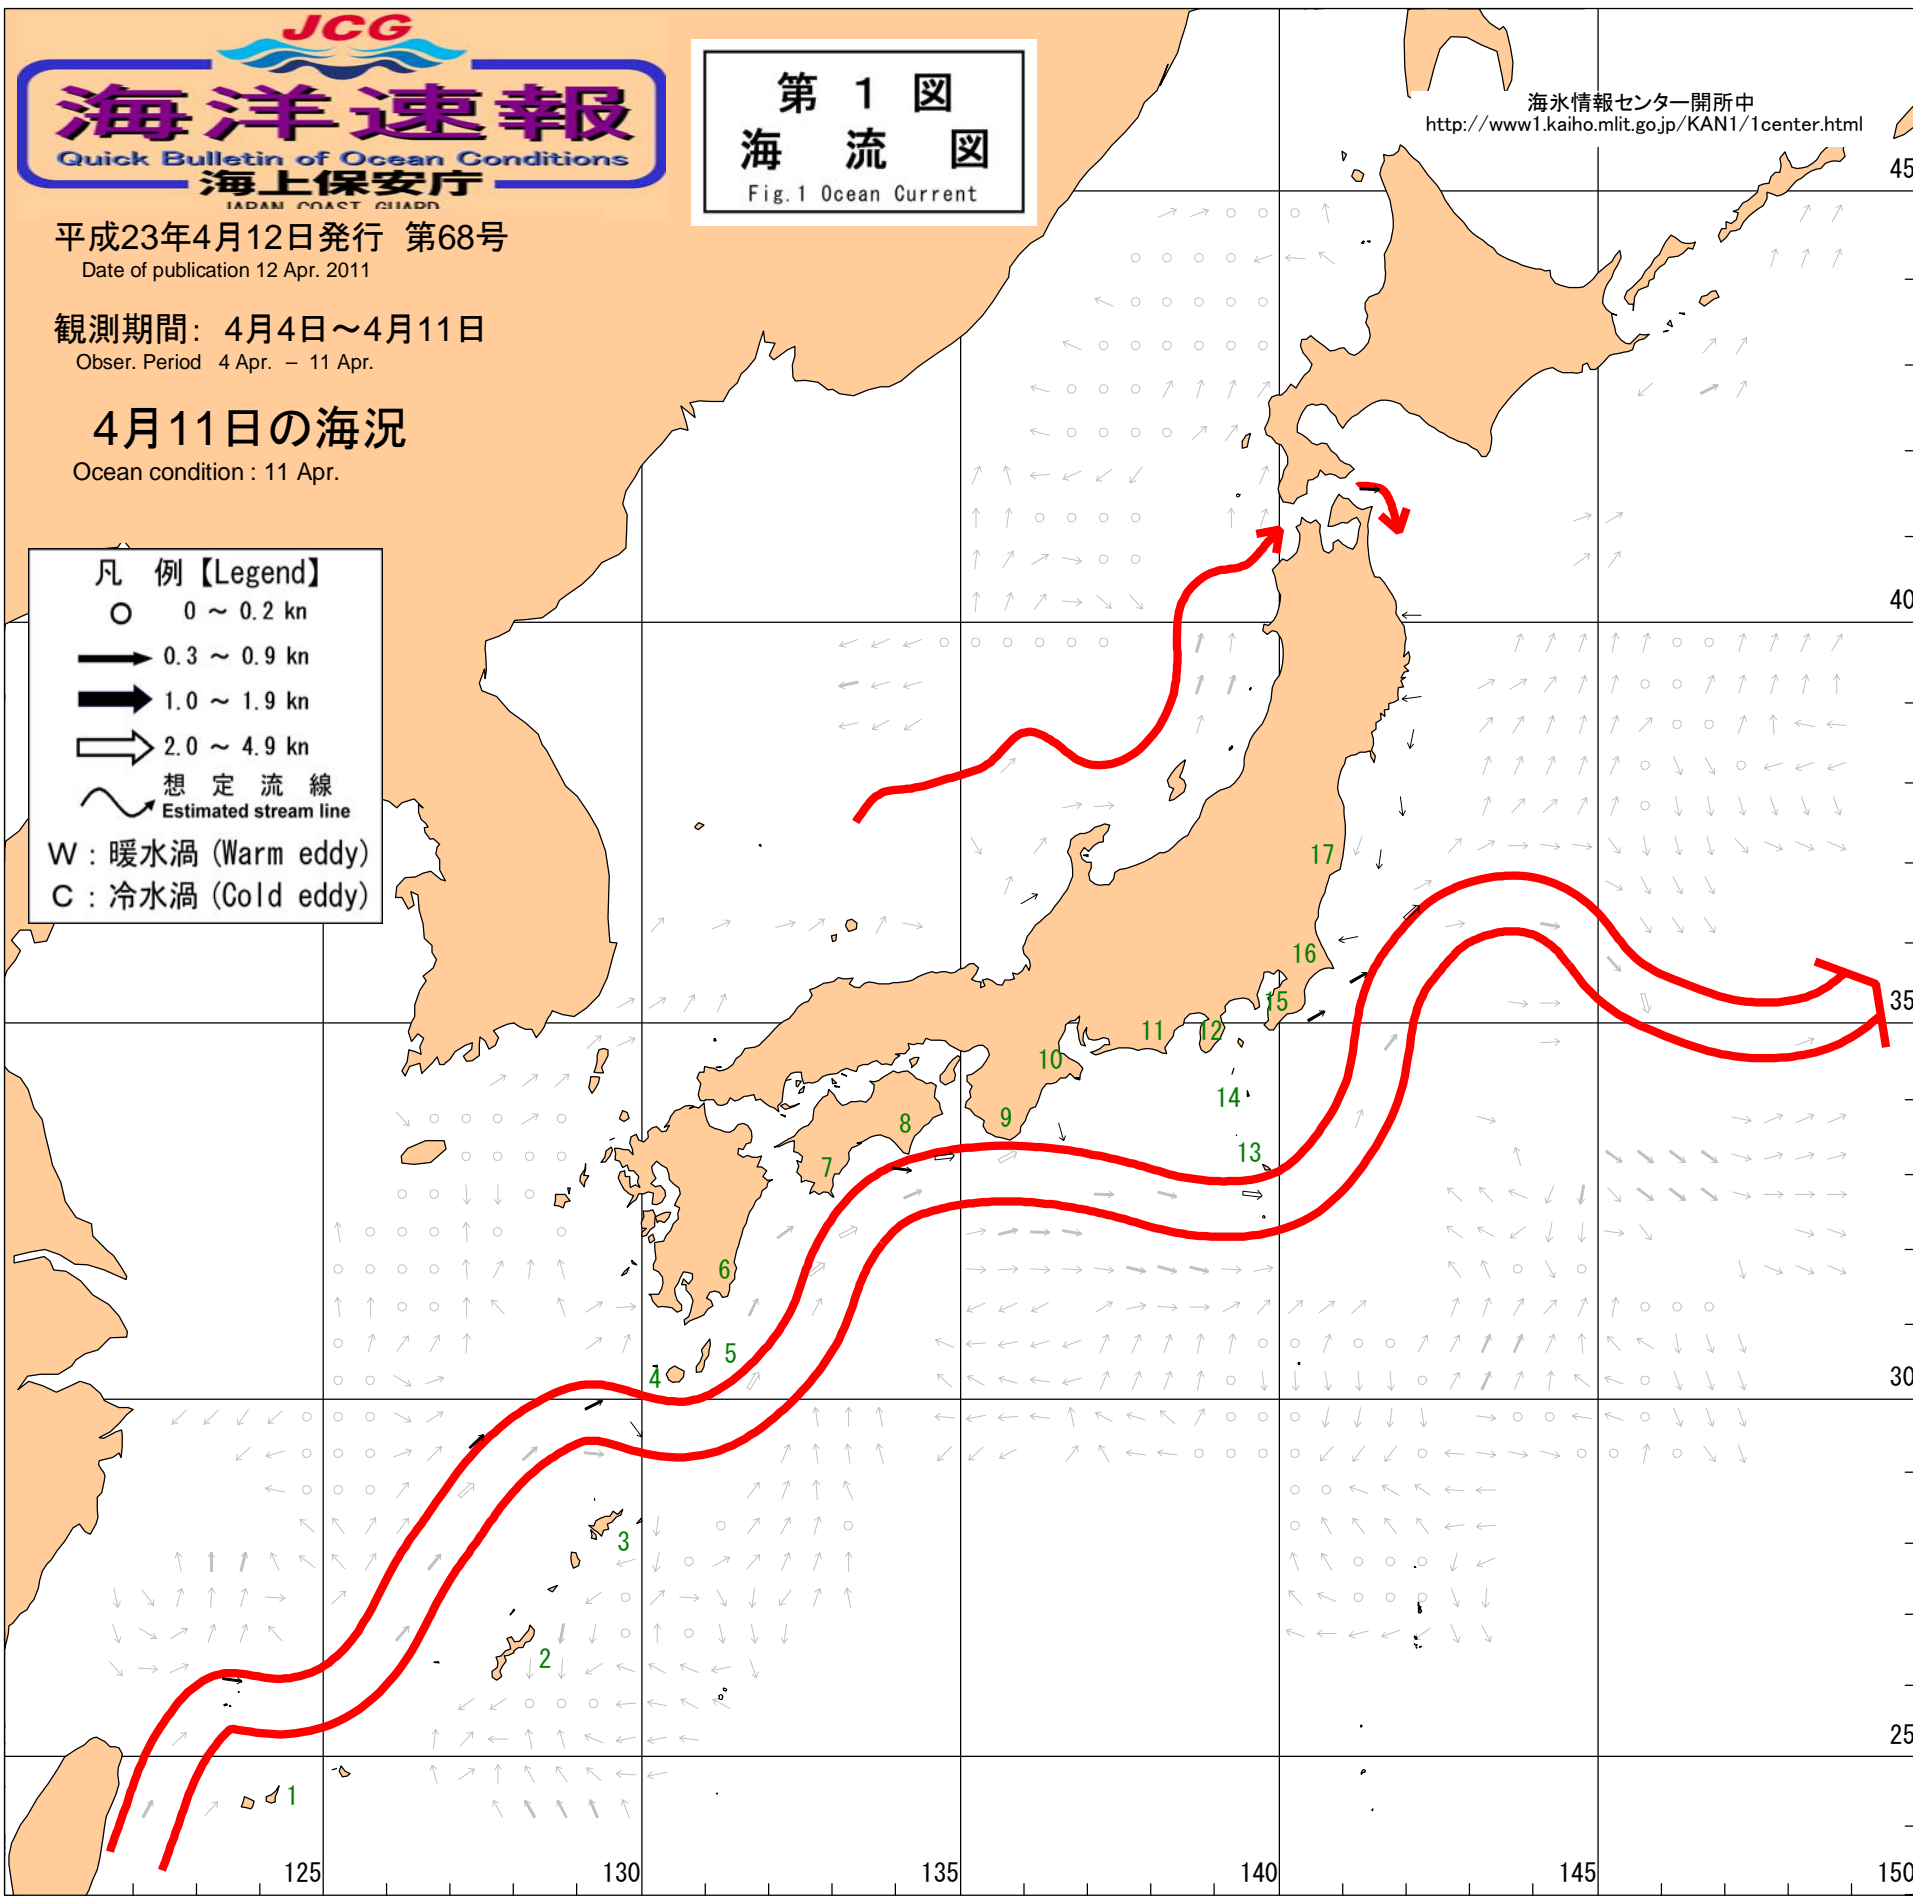 JCG
海洋速報
Quick Bulletin of Ocean Conditions
海上保安庁
JAPAN COAST GUARD
平成23年4月12日発行 第68号
Date of publication 12 Apr. 2011
観測期間: 4月4日～4月11日
Obser. Period 4 Apr. – 11 Apr.
4月11日の海況
Ocean condition : 11 Apr.
第 1 図
海 流 図
Fig.1 Ocean Current
海氷情報センター開所中
http://www1.kaiho.mlit.go.jp/KAN1/1center.html
凡 例【Legend】
0 ～ 0.2 kn
0.3 ～ 0.9 kn
1.0 ～ 1.9 kn
2.0 ～ 4.9 kn
想 定 流 線
Estimated stream line
W : 暖水渦 (Warm eddy)
C : 冷水渦 (Cold eddy)
45
40
35
30
25
17
16
15
12
11
10
14
9
8
13
7
6
5
4
3
2
1
125
130
135
140
145
150